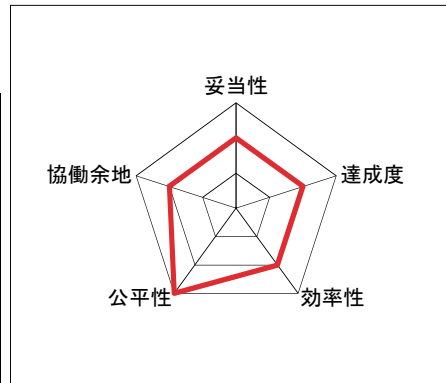 妥当性
協働余地
達成度
公平性
効率性